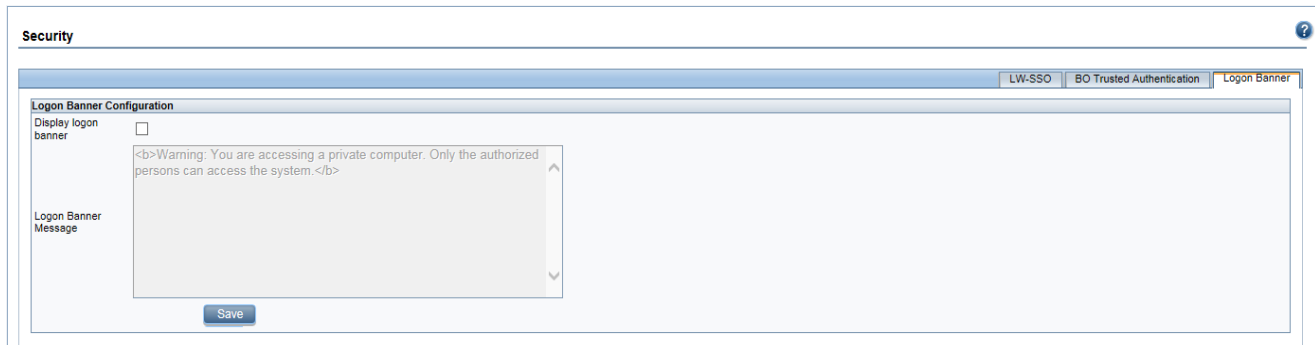 Security
?
LW-SSO BO Trusted Authentication Logon Banner
Logon Banner Configuration
Display logon
banner
<b>Warning: You are accessing a private computer. Only the authorized
persons can access the system.</b>
Logon Banner
Message
Save